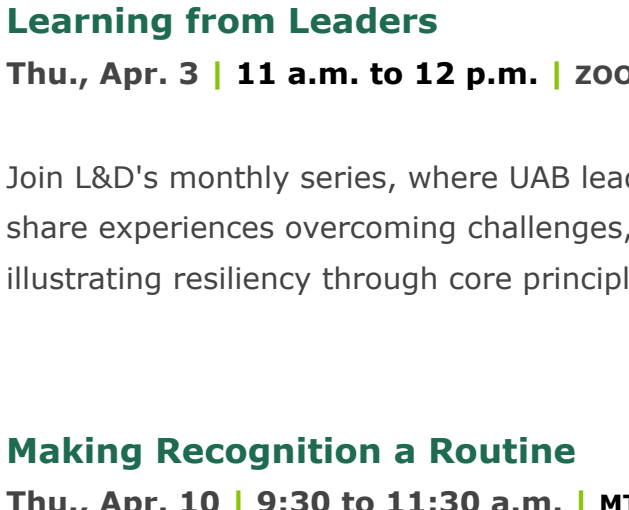 Learning from Leaders
Thu., Apr. 3 | 11 a.m. to 12 p.m. |
Join L&D's monthly series, where UAB
share experiences overcoming challenges,
illustrating resiliency through core
Making Recognition a Routine
Thu., Apr. 10 | 9:30 to 11:30 a.m. |